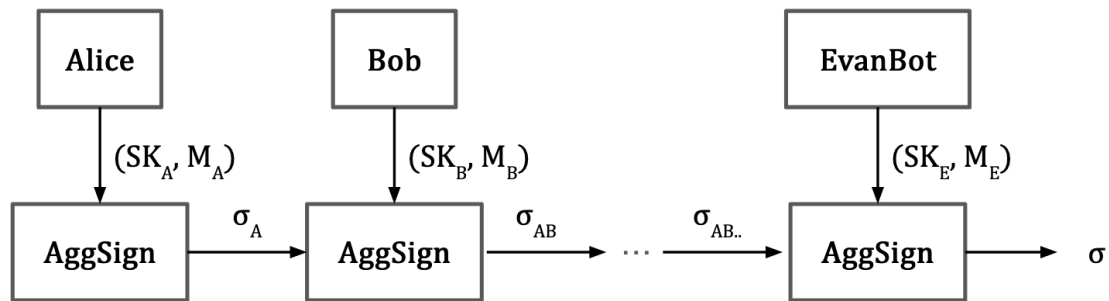 Alice Bob EvanBot
(SK_A, M_A) (SK_B, M_B) (SK_E, M_E)
σ_A σ_AB σ_AB..
AggSign AggSign ... AggSign σ